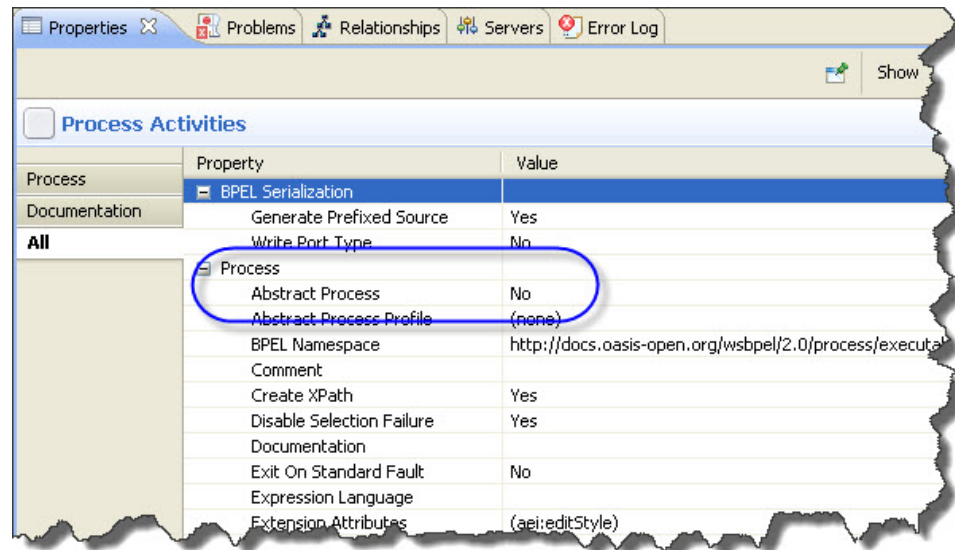 Properties Problems Relationships Servers Error Log
Show
Process Activities
Property Value
Process
Documentation
All
BPEL Serialization
Generate Prefixed Source Yes
Write Port Type No
Process
Abstract Process No
Abstract Process Profile (none)
BPEL Namespace http://docs.oasis-open.org/wsbpel/2.0/process/executa
Comment
Create XPath Yes
Disable Selection Failure Yes
Documentation
Exit On Standard Fault No
Expression Language
Extension Attributes (aei:editStyle)